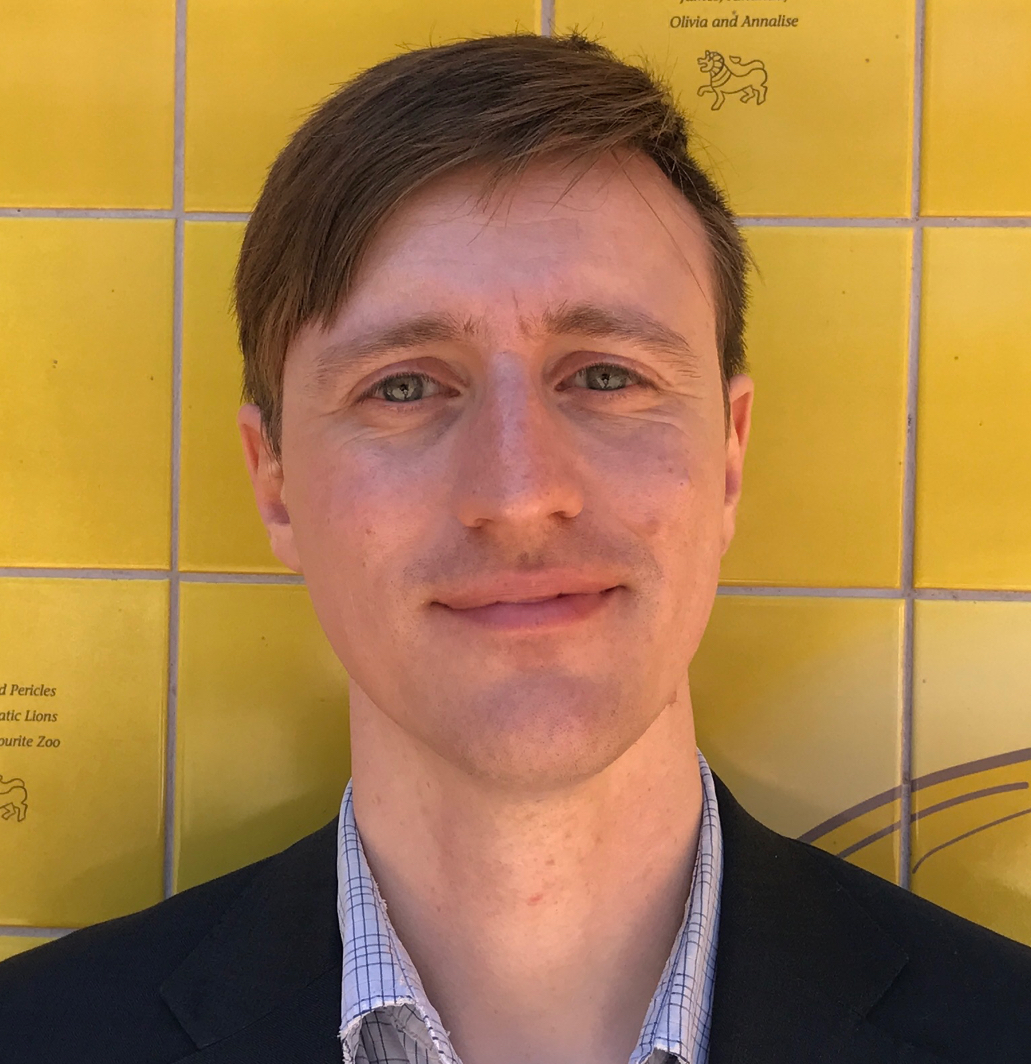 Olivia and Annalise
d Pericles
atic Lions
ourite Zoo